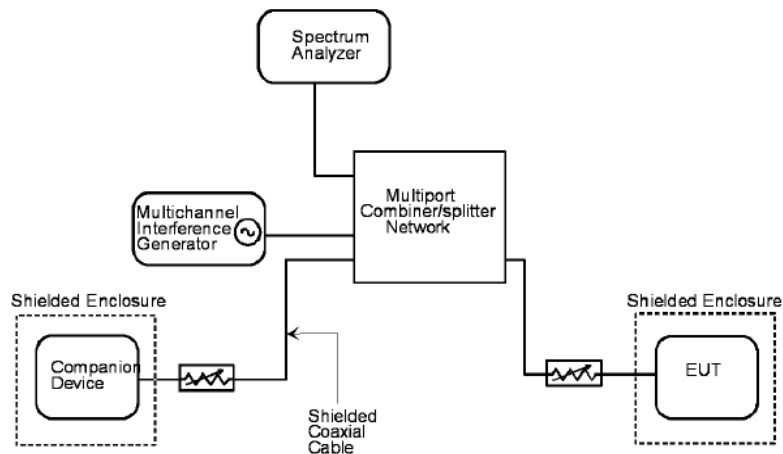 Spectrum
Analyzer
Multiport
Combiner/splitter
Network
Multichannel
Interference
Generator
Shielded Enclosure
Companion
Device
Shielded
Coaxial
Cable
Shielded Enclosure
EUT